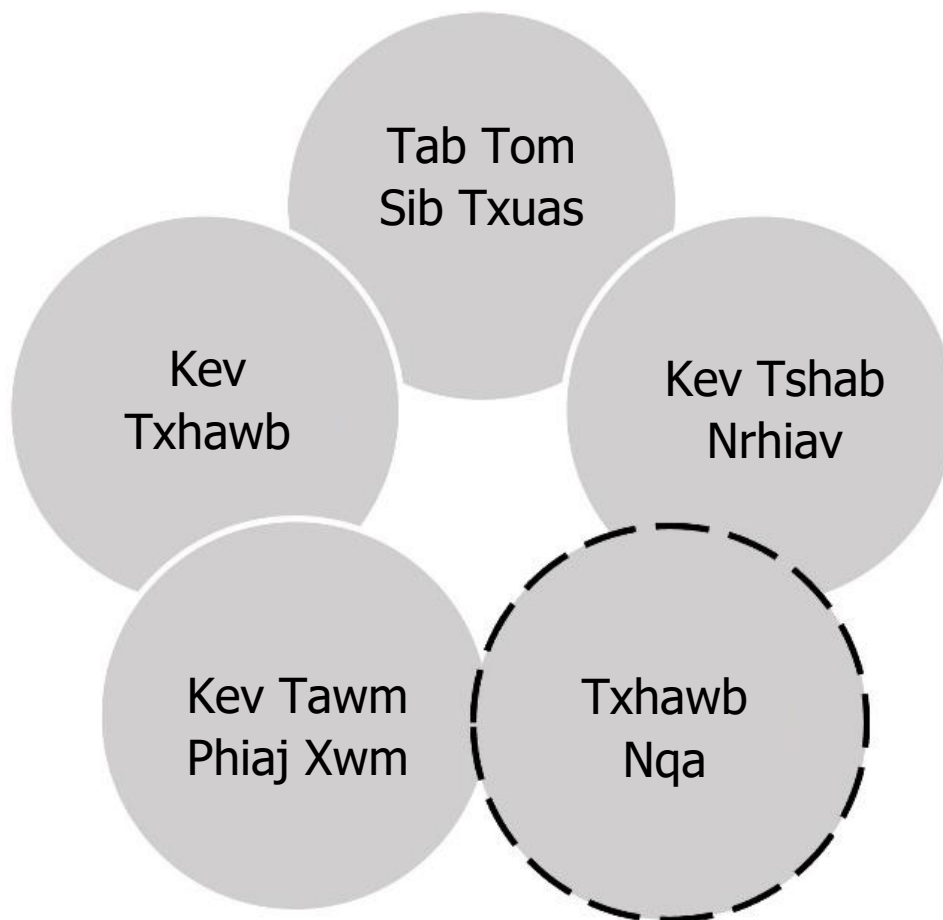 Tab Tom
Sib Txuas
Kev Tshab
Nrhiav
Txhawb
Nqa
Kev Tawm
Phiaj Xwm
Kev
Txhawb